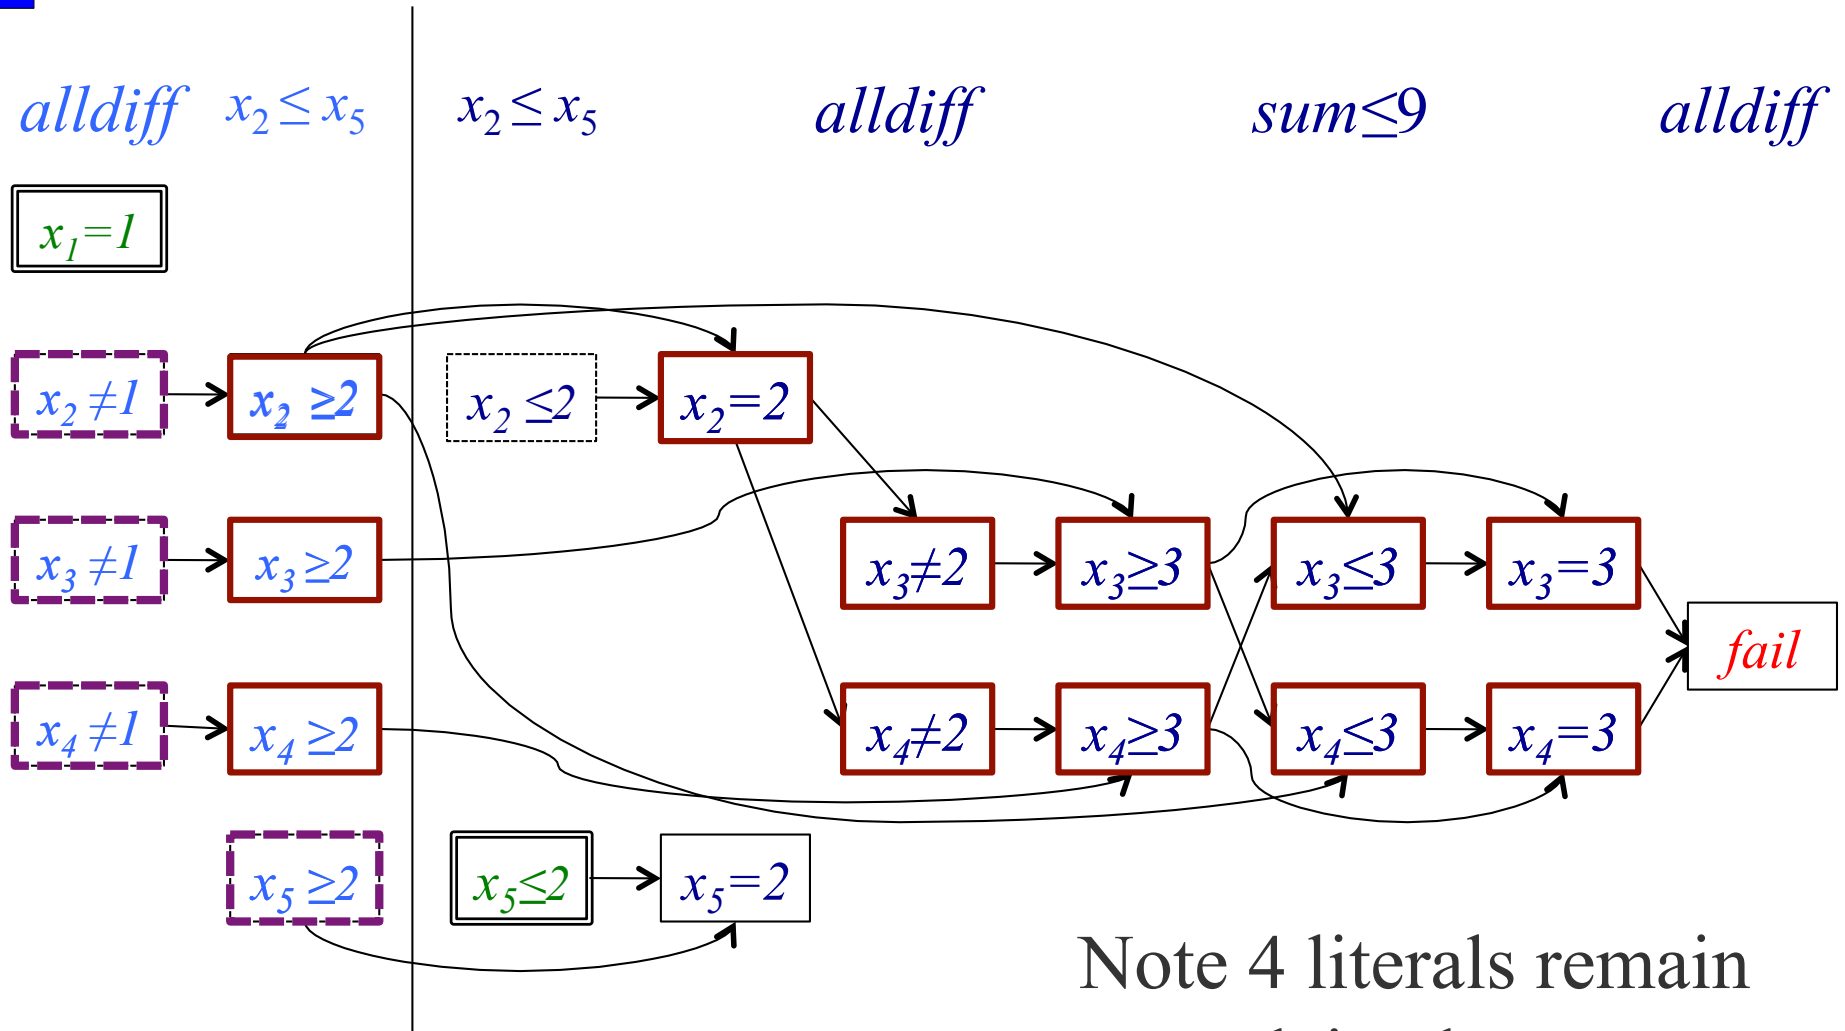 alldiff x₂ ≤ x₅ x₂ ≤ x₅ alldiff sum≤9 alldiff
x₁=1
x₂ ≠1 x₂ ≥2 x₂ ≤2 x₂=2
x₃ ≠1 x₃ ≥2 x₃≠2 x₃≥3 x₃≤3 x₃=3
fail
x₄ ≠1 x₄ ≥2 x₄≠2 x₄≥3 x₄≤3 x₄=3
x₅ ≥2 x₅≤2 x₅=2
Note 4 literals remain